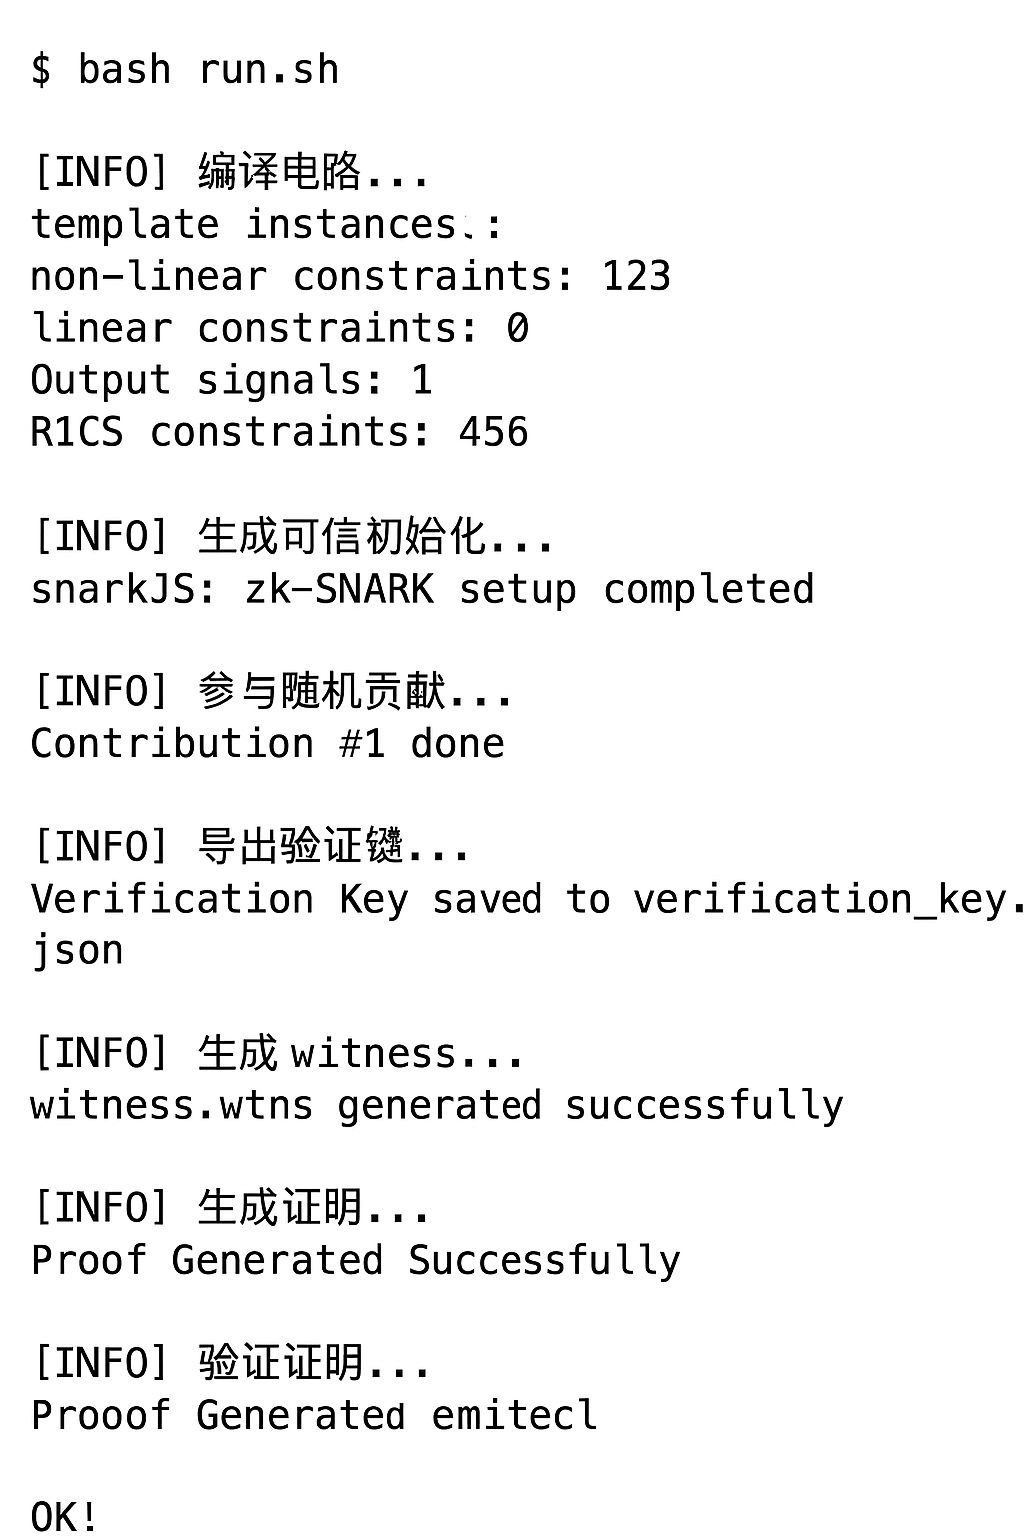 $ bash run.sh
[INFO] 编译电路...
template instances.:
non-linear constraints: 123
linear constraints: 0
Output signals: 1
R1CS constraints: 456
[INFO] 生成可信初始化...
snarkJS: zk-SNARK setup completed
[INFO] 参与随机贡献...
Contribution #1 done
[INFO] 导出验证...
Verification Key saved to verification_key.
json
[INFO] 生成 witness...
witness.wtns generated successfully
[INFO] 生成证明...
Proof Generated Successfully
[INFO] 验证证明...
Prooof Generated emitecl
OK!